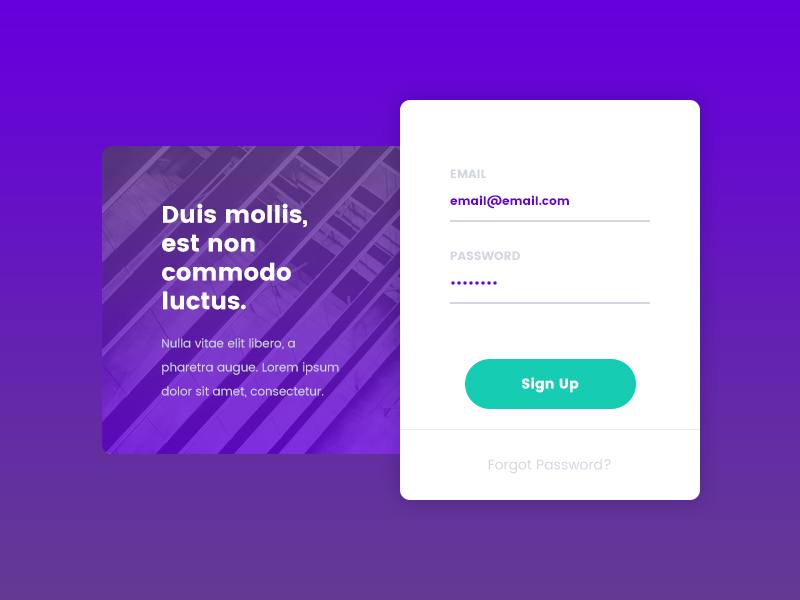 Duis mollis,
est non
commodo
luctus.
Nulla vitae elit libero, a
pharetra augue. Lorem ipsum
dolor sit amet, consectetur.
EMAIL
email@email.com
PASSWORD
••••••••
Sign Up
Forgot Password?